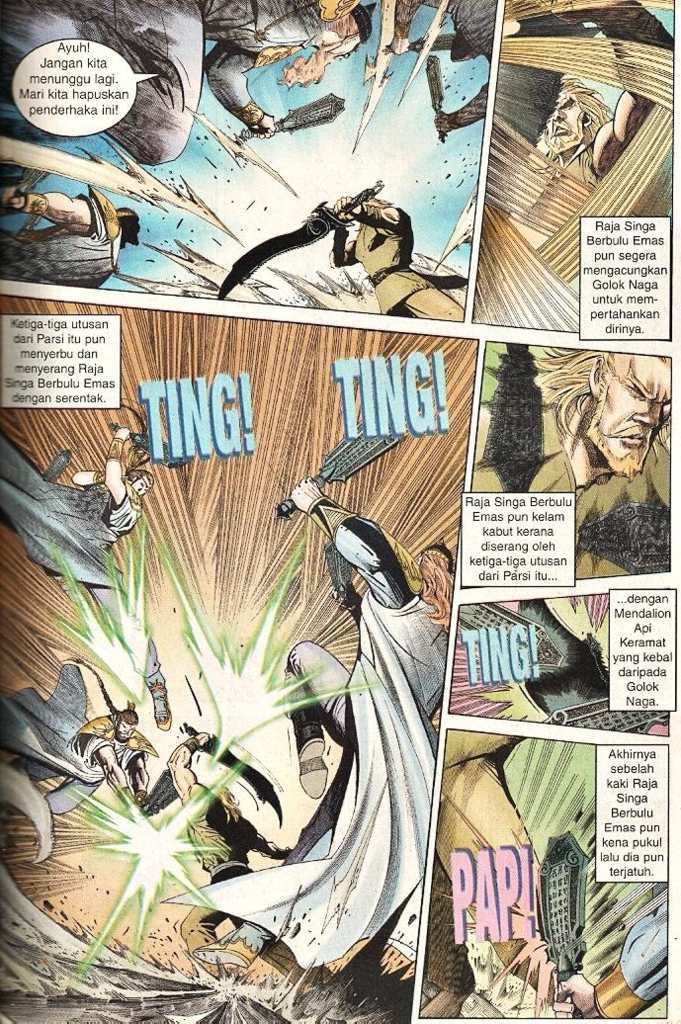 Ayuh!
Jangan kita
menunggu lagi.
Mari kita hapuskan
penderhaka ini!
Raja Singa
Berbulu Emas
pun segera
mengacungkan
Golok Naga
untuk mem-
pertahankan
dirinya.
Ketiga-tiga utusan
dari Parsi itu pun
menyerbu dan
menyerang Raja
Singa Berbulu Emas
dengan serentak.
TING!
TING!
Raja Singa Berbulu
Emas pun kelam
kabut kerana
diserang oleh
ketiga-tiga utusan
dari Parsi itu...
...dengan
Mendalion
Api
Keramat
yang kebal
daripada
Golok
Naga.
TING!
Akhirnya
sebelah
kaki Raja
Singa
Berbulu
Emas pun
kena pukul
lalu dia pun
terjatuh.
PAP!